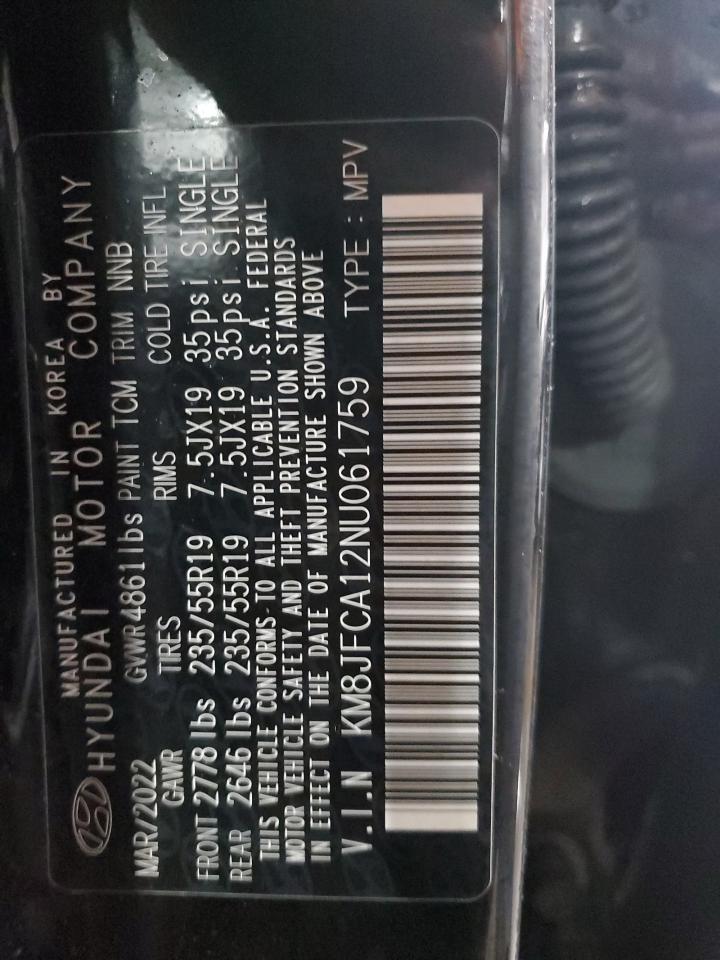 MANUFACTURED IN KOREA BY
HYUNDAI MOTOR COMPANY
MAR/2022 GVWR 4861lbs PAINT TCM TRIM NNB
GAWR TIRES RIMS COLD TIRE INFL
FRONT 2778 lbs 235/55R19 7.5JX19 35psi SINGLE
REAR 2646 lbs 235/55R19 7.5JX19 35psi SINGLE
THIS VEHICLE CONFORMS TO ALL APPLICABLE U.S.A. FEDERAL
MOTOR VEHICLE SAFETY AND THEFT PREVENTION STANDARDS
IN EFFECT ON THE DATE OF MANUFACTURE SHOWN ABOVE
V.I.N KM8JFCA12NU061759 TYPE : MPV